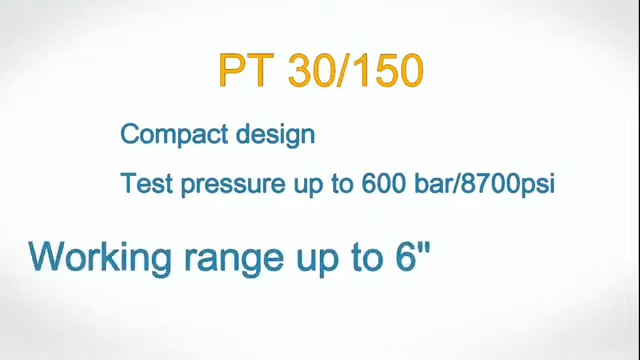 PT 30/150
Compact design
Test pressure up to 600 bar/8700psi
Working range up to 6"